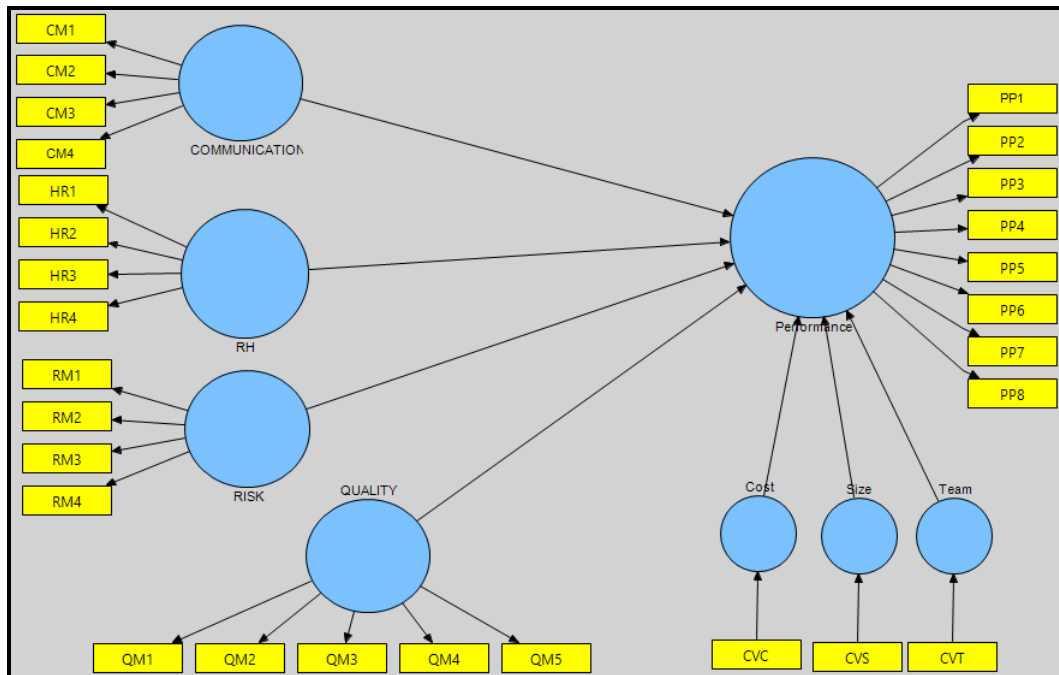 CM1
CM2
CM3
CM4
COMMUNICATION
HR1
HR2
HR3
HR4
RH
RM1
RM2
RM3
RM4
RISK
QUALITY
QM1
QM2
QM3
QM4
QM5
Performance
PP1
PP2
PP3
PP4
PP5
PP6
PP7
PP8
Cost
Size
Team
CVC
CVS
CVT